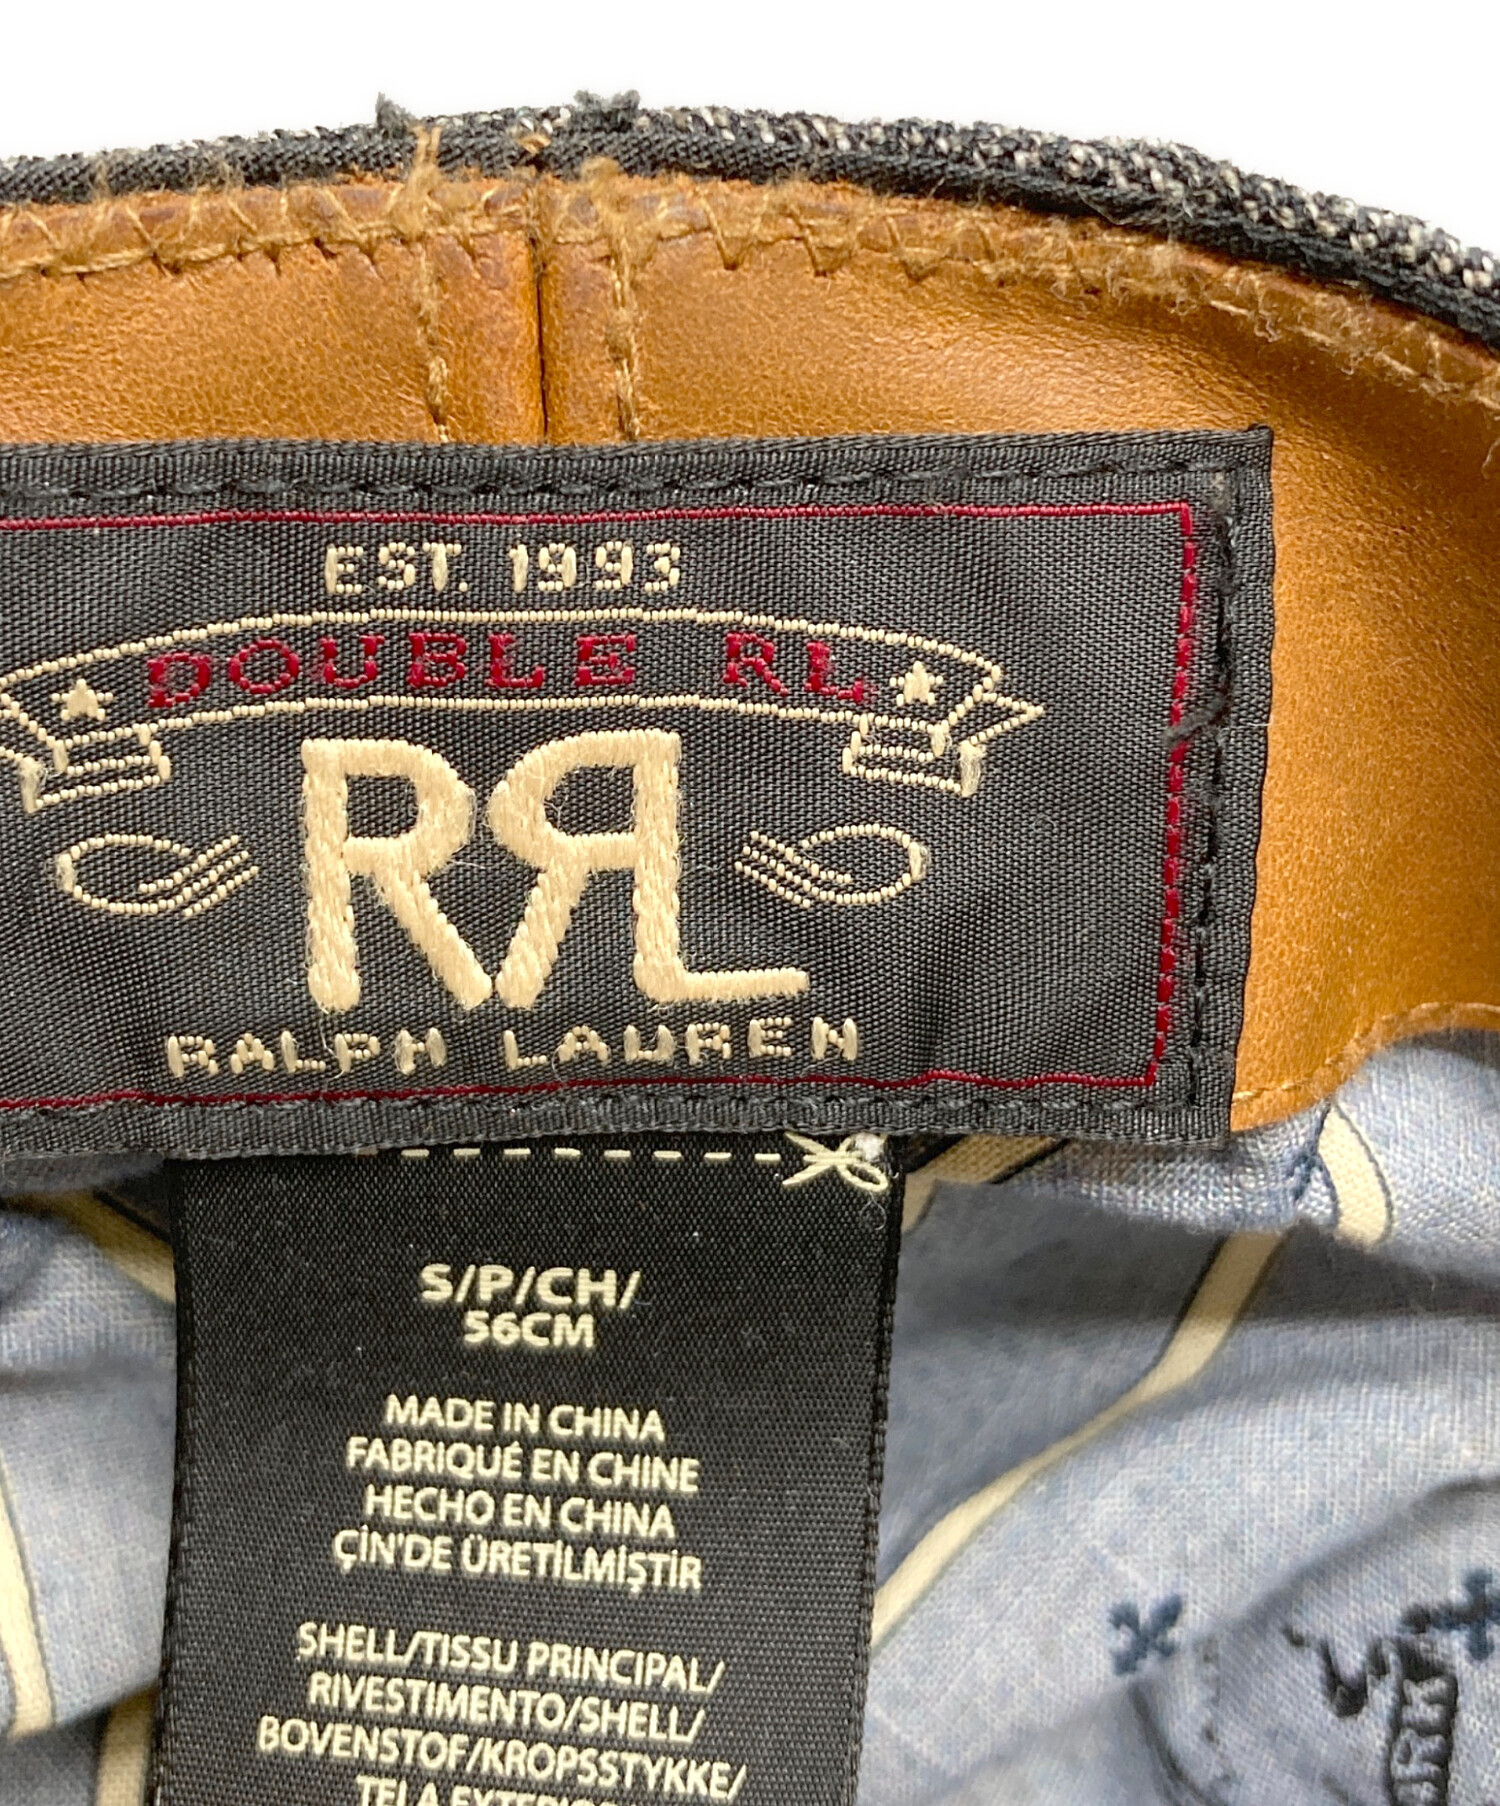 EST. 1993
DOUBLE RL
RRL
RALPH LAUREN
S/P/CH/
56CM
MADE IN CHINA
FABRIQUÉ EN CHINE
HECHO EN CHINA
ÇİN'DE ÜRETİLMİŞTİR
SHELL/TISSU PRINCIPAL/
RIVESTIMENTO/SHELL/
BOVENSTOF/KROPSSTYKKE/
TELA